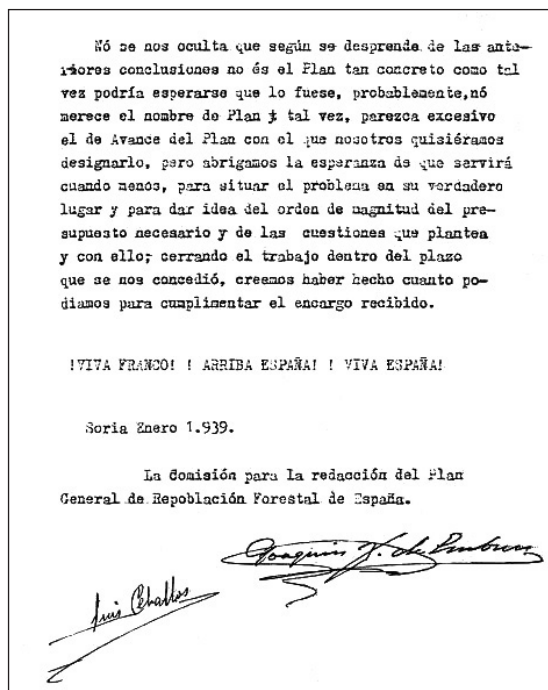 Nó se nos oculta que según se desprende de las ante-
riores conclusiones no és el Plan tan concreto como tal
vez podría esperarse que lo fuese, probablemente, nó
merece el nombre de Plan y tal vez, parezca excesivo
el de Avance del Plan con el que nosotros quisiéramos
designarlo, pero abrigamos la esperanza de que servirá
cuando menos, para situar el problema en su verdadero
lugar y para dar idea del orden de magnitud del pre-
supuesto necesario y de las cuestiones que plantea
y con ello; cerrando el trabajo dentro del plazo
que se nos concedió, creemos haber hecho cuanto po-
diamos para cumplimentar el encargo recibido.
!VIVA FRANCO! ! ARRIBA ESPAÑA! ! VIVA ESPAÑA!
Soria Enero 1.939.
La Comisión para la redacción del Plan
General de Repoblación Forestal de España.
Joaquin X. de Embun
Luis Ceballos